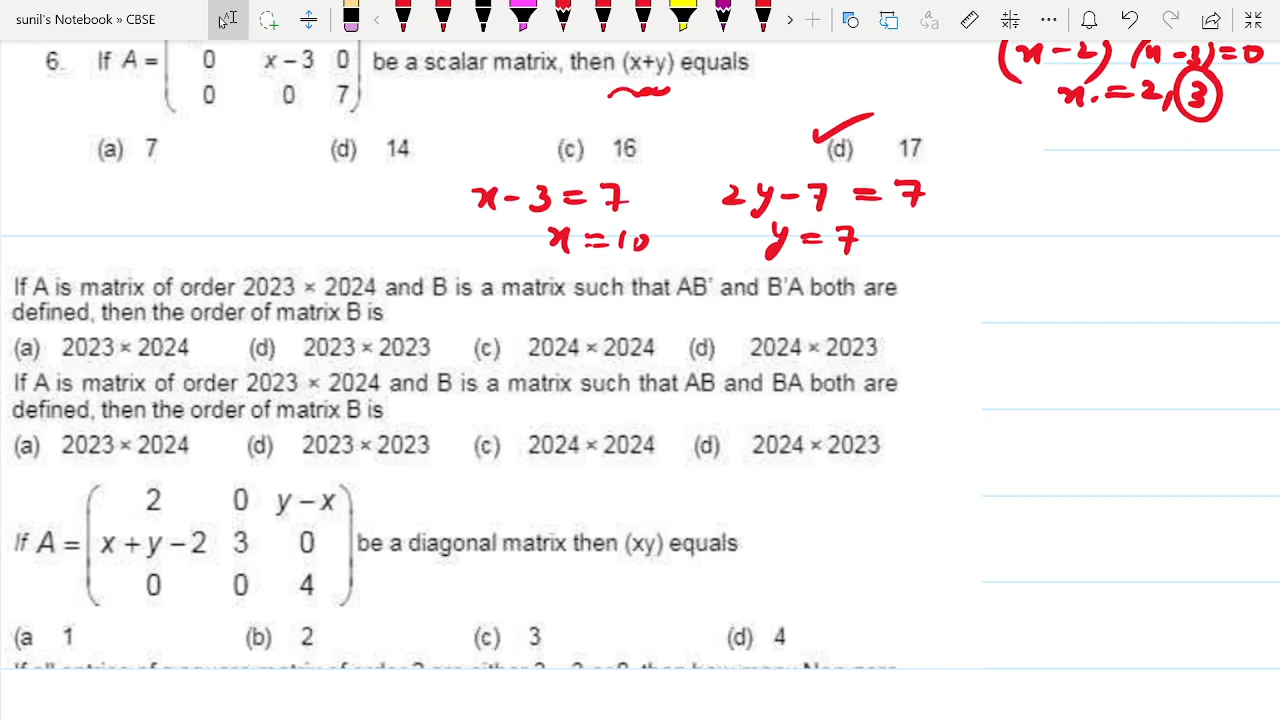 sunil's Notebook » CBSE
(x-2) (x-3)=0
x = 2, 3
6. If A = 0 x − 3 0 be a scalar matrix, then (x+y) equals
0 0 7
(a) 7 (d) 14 (c) 16 (d) 17
x - 3 = 7 2y - 7 = 7
x = 10 y = 7
If A is matrix of order 2023 × 2024 and B is a matrix such that AB' and B'A both are
defined, then the order of matrix B is
(a) 2023 × 2024 (d) 2023 × 2023 (c) 2024 × 2024 (d) 2024 × 2023
If A is matrix of order 2023 × 2024 and B is a matrix such that AB and BA both are
defined, then the order of matrix B is
(a) 2023 × 2024 (d) 2023 × 2023 (c) 2024 × 2024 (d) 2024 × 2023
2 0 y − x
If A = x + y − 2 3 0 be a diagonal matrix then (xy) equals
0 0 4
(a 1 (b) 2 (c) 3 (d) 4